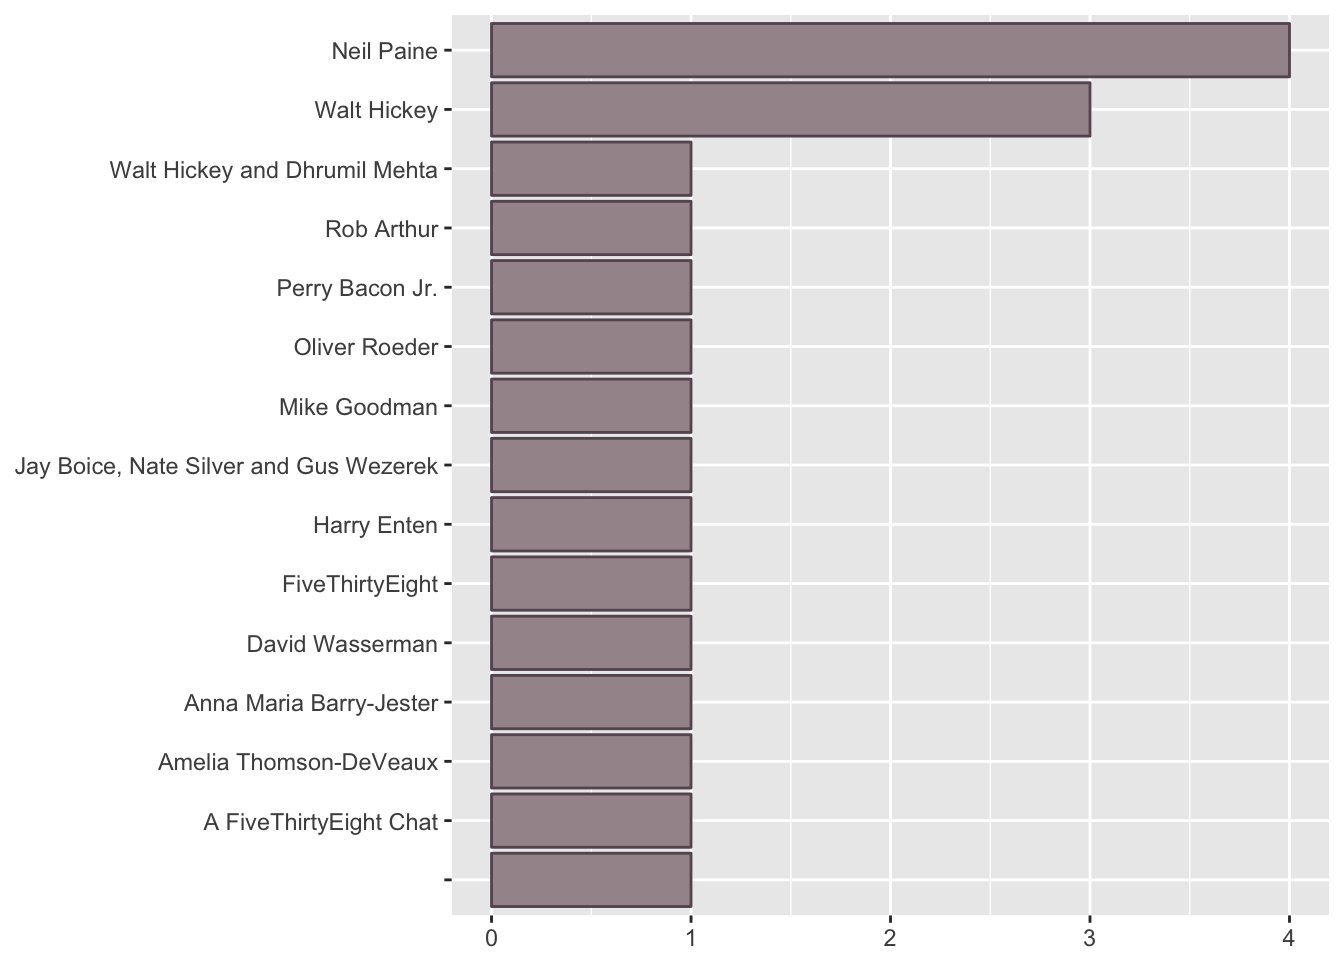 Neil Paine
Walt Hickey
Walt Hickey and Dhrumil Mehta
Rob Arthur
Perry Bacon Jr.
Oliver Roeder
Mike Goodman
Jay Boice, Nate Silver and Gus Wezerek
Harry Enten
FiveThirtyEight
David Wasserman
Anna Maria Barry-Jester
Amelia Thomson-DeVeaux
A FiveThirtyEight Chat
0 1 2 3 4